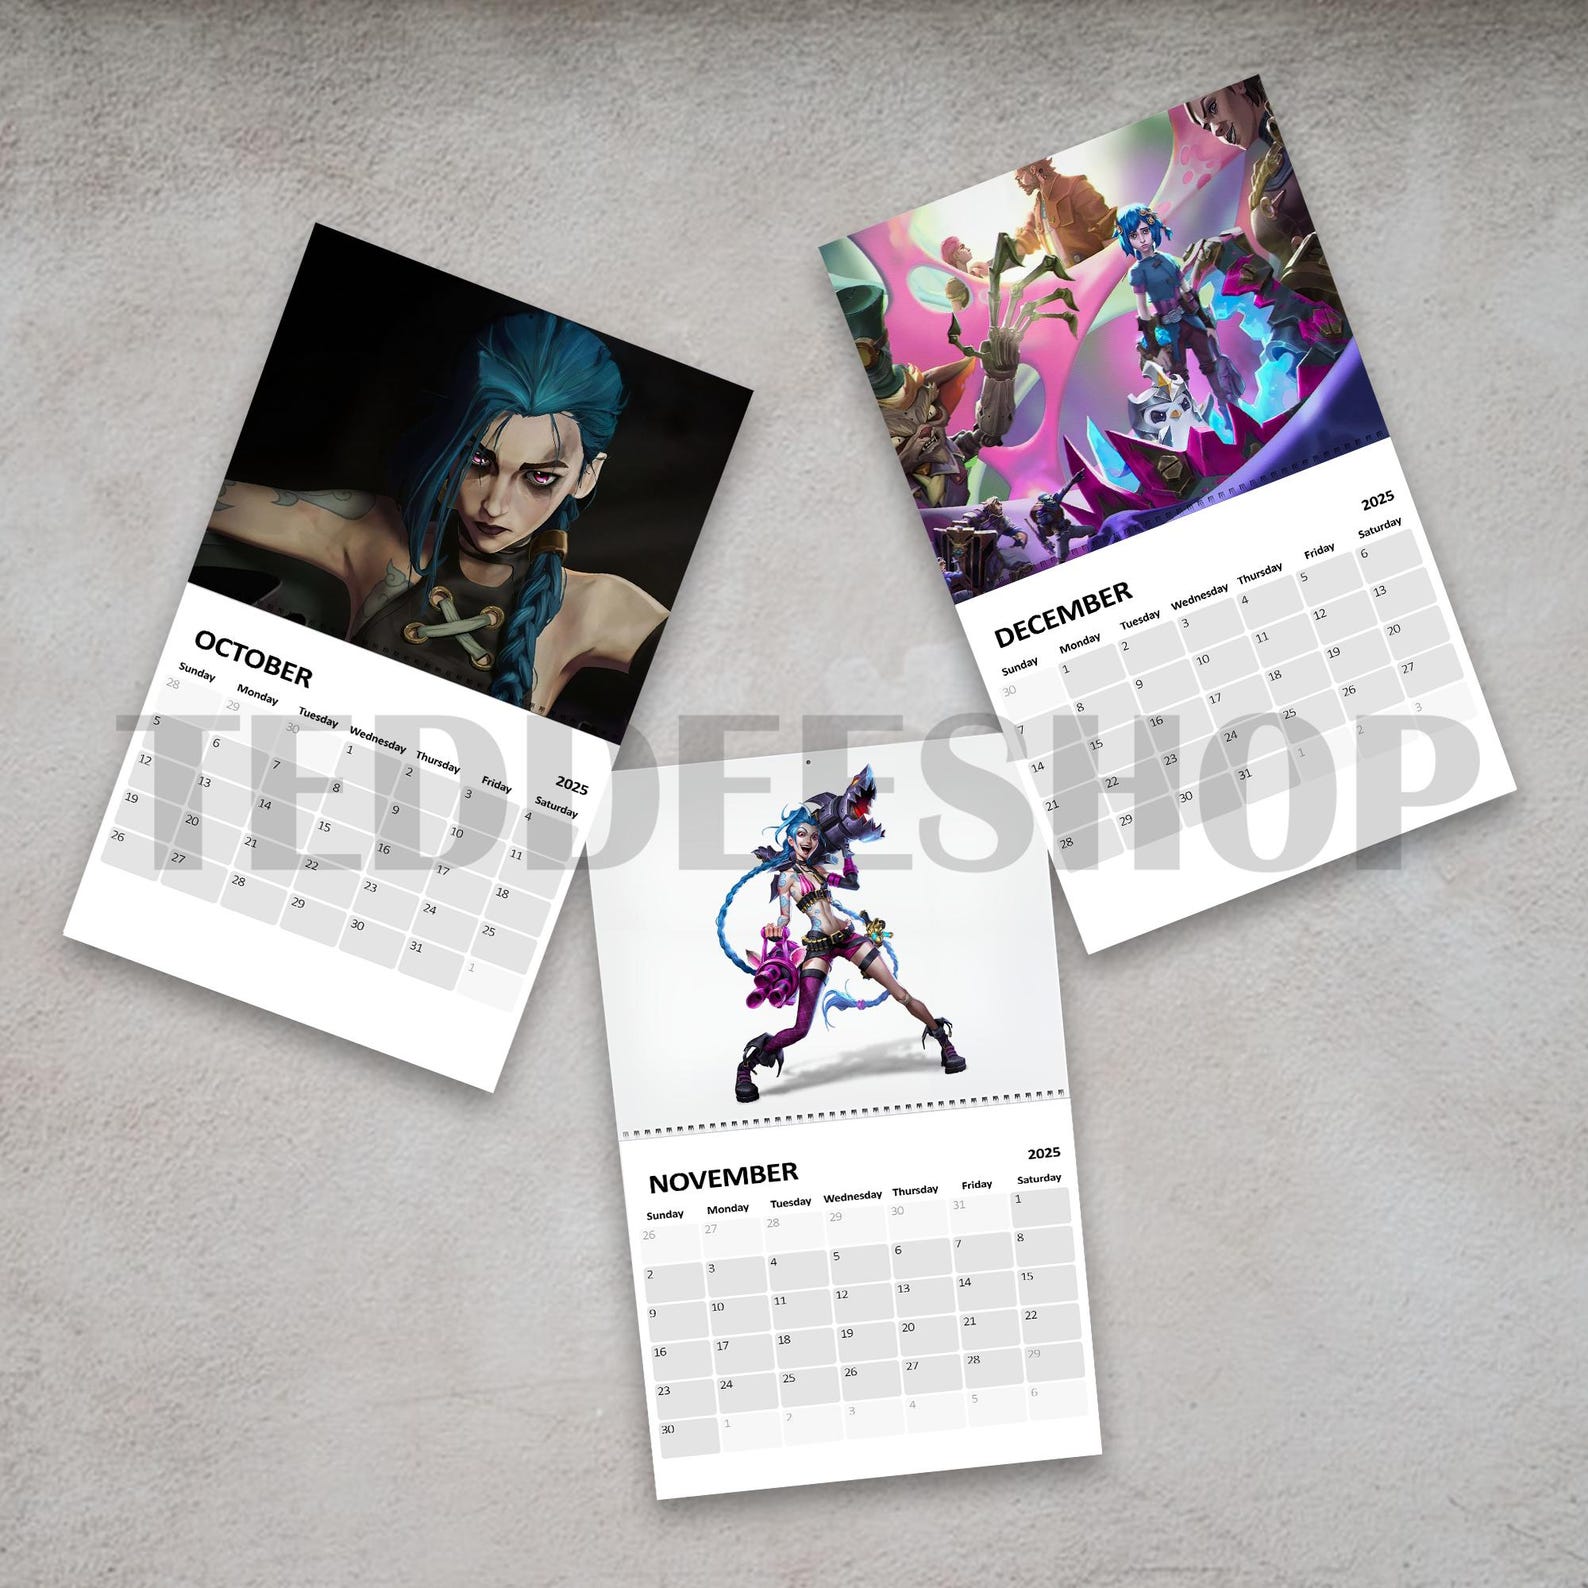 OCTOBER
2025
Sunday Monday Tuesday Wednesday Thursday Friday Saturday
28 29 30 1 2 3 4
5 6 7 8 9 10 11
12 13 14 15 16 17 18
19 20 21 22 23 24 25
26 27 28 29 30 31 1
DECEMBER
2025
Sunday Monday Tuesday Wednesday Thursday Friday Saturday
30 1 2 3 4 5 6
7 8 9 10 11 12 13
14 15 16 17 18 19 20
21 22 23 24 25 26 27
28 29 30 31 1 2 3
TEDDEESHOP
NOVEMBER
2025
Sunday Monday Tuesday Wednesday Thursday Friday Saturday
26 27 28 29 30 31 1
2 3 4 5 6 7 8
9 10 11 12 13 14 15
16 17 18 19 20 21 22
23 24 25 26 27 28 29
30 1 2 3 4 5 6